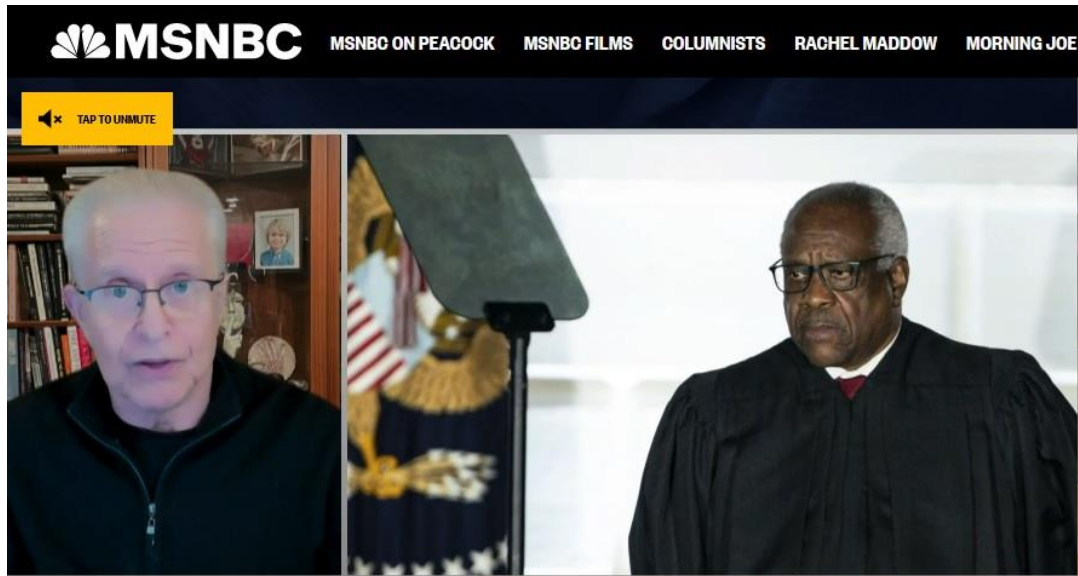 MSNBC MSNBC ON PEACOCK MSNBC FILMS COLUMNISTS RACHEL MADDOW MORNING JOE
TAP TO UNMUTE